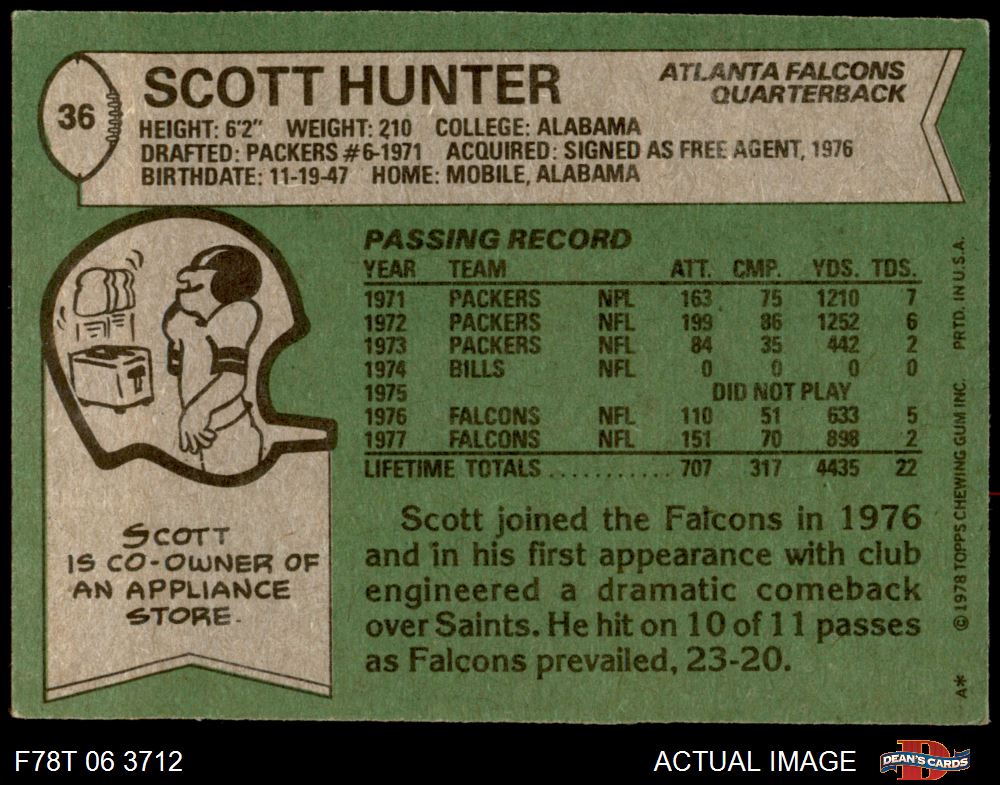 36
SCOTT HUNTER
ATLANTA FALCONS
QUARTERBACK
HEIGHT: 6'2" WEIGHT: 210 COLLEGE: ALABAMA
DRAFTED: PACKERS #6-1971 ACQUIRED: SIGNED AS FREE AGENT, 1976
BIRTHDATE: 11-19-47 HOME: MOBILE, ALABAMA
PASSING RECORD
YEAR TEAM ATT. CMP. YDS. TDS.
1971 PACKERS NFL 163 75 1210 7
1972 PACKERS NFL 199 86 1252 6
1973 PACKERS NFL 84 35 442 2
1974 BILLS NFL 0 0 0 0
1975 DID NOT PLAY
1976 FALCONS NFL 110 51 633 5
1977 FALCONS NFL 151 70 898 2
LIFETIME TOTALS .......... 707 317 4435 22
SCOTT
IS CO-OWNER OF
AN APPLIANCE
STORE.
Scott joined the Falcons in 1976
and in his first appearance with club
engineered a dramatic comeback
over Saints. He hit on 10 of 11 passes
as Falcons prevailed, 23-20.
A* © 1978 TOPPS CHEWING GUM INC. PRTD. IN U.S.A.
F78T 06 3712
ACTUAL IMAGE
D
DEAN'S CARDS